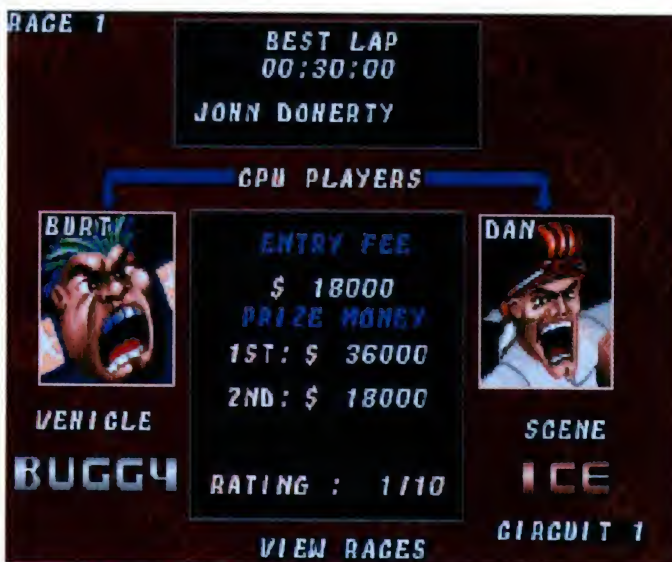 RACE 1
BEST LAP
00:30:00
JOHN DOHERTY
CPU PLAYERS
BURT
DAN
ENTRY FEE
$ 18000
PRIZE MONEY
1ST: $ 36000
2ND: $ 18000
VEHICLE
BUGGY
RATING : 1/10
SCENE
ICE
CIRCUIT 1
VIEW RACES